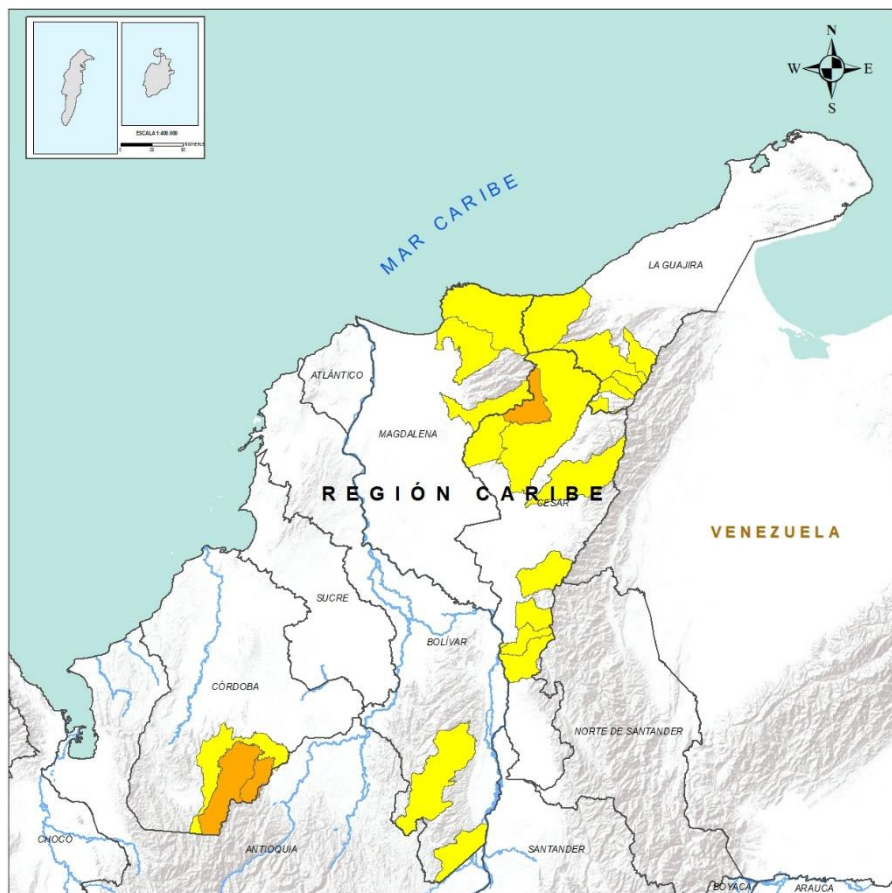 ESCALA 1:400.000
N
W
E
S
MAR CARIBE
LA GUAJIRA
ATLÁNTICO
MAGDALENA
REGIÓN CARIBE
CESAR
VENEZUELA
SUCRE
BOLÍVAR
CÓRDOBA
NORTE DE SANTANDER
CHOCÓ
ANTIOQUIA
SANTANDER
BOYACÁ
ARAUCA